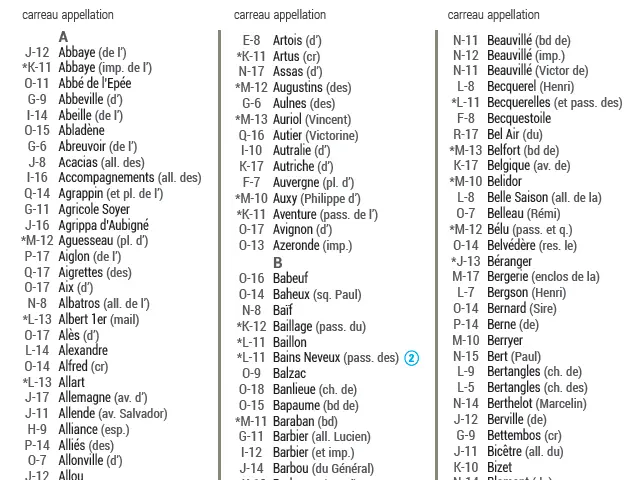 carreau appellation
A
J-12 Abbaye (de l')
*K-11 Abbaye (imp. de l')
O-11 Abbé de l'Epée
G-9 Abbeville (d')
I-14 Abeille (de l')
O-15 Abladène
G-6 Abreuvoir (de l')
J-8 Acacias (all. des)
I-16 Accompagnements (all. des)
Q-14 Agrappin (et pl. de l')
G-11 Agricole Soyer
J-16 Agrippa d'Aubigné
*M-12 Aguesseau (pl. d')
P-17 Aiglon (de l')
Q-17 Aigrettes (des)
O-17 Aix (d')
N-8 Albatros (all. de l')
*L-13 Albert 1er (mail)
O-17 Alès (d')
L-14 Alexandre
O-14 Alfred (cr)
*L-13 Allart
J-17 Allemagne (av. d')
J-11 Allende (av. Salvador)
H-9 Alliance (esp.)
P-14 Alliés (des)
O-7 Allonville (d')
J-12 Allou
carreau appellation
E-8 Artois (d')
*K-11 Artus (cr)
N-17 Assas (d')
*M-12 Augustins (des)
G-6 Aulnes (des)
*M-13 Auriol (Vincent)
Q-16 Autier (Victorine)
I-10 Autralie (d')
K-17 Autriche (d')
F-7 Auvergne (pl. d')
*M-10 Auxy (Philippe d')
*K-11 Aventure (pass. de l')
O-17 Avignon (d')
O-13 Azeronde (imp.)
B
O-16 Babeuf
O-14 Baheux (sq. Paul)
N-8 Baïf
*K-12 Baillage (pass. du)
*L-11 Baillon
*L-11 Bains Neveux (pass. des) 2
O-9 Balzac
O-18 Banlieue (ch. de)
O-15 Bapaume (bd de)
*M-11 Baraban (bd)
G-11 Barbier (all. Lucien)
I-12 Barbier (et imp.)
J-14 Barbou (du Général)
carreau appellation
N-11 Beauvillé (bd de)
N-12 Beauvillé (imp.)
N-11 Beauvillé (Victor de)
L-8 Becquerel (Henri)
*L-11 Becquerelles (et pass. des)
F-8 Becquestoile
R-17 Bel Air (du)
*M-13 Belfort (bd de)
K-17 Belgique (av. de)
*M-10 Belidor
L-8 Belle Saison (all. de la)
O-7 Belleau (Rémi)
*M-12 Bélu (pass. et q.)
O-14 Belvédère (res. le)
*J-13 Béranger
M-17 Bergerie (enclos de la)
L-7 Bergson (Henri)
O-14 Bernard (Sire)
P-14 Berne (de)
M-10 Berryer
N-15 Bert (Paul)
L-9 Bertangles (ch. de)
L-5 Bertangles (ch. des)
N-14 Berthelot (Marcelin)
J-12 Berville (de)
G-9 Bettembos (cr)
J-11 Bicêtre (all. du)
K-10 Bizet